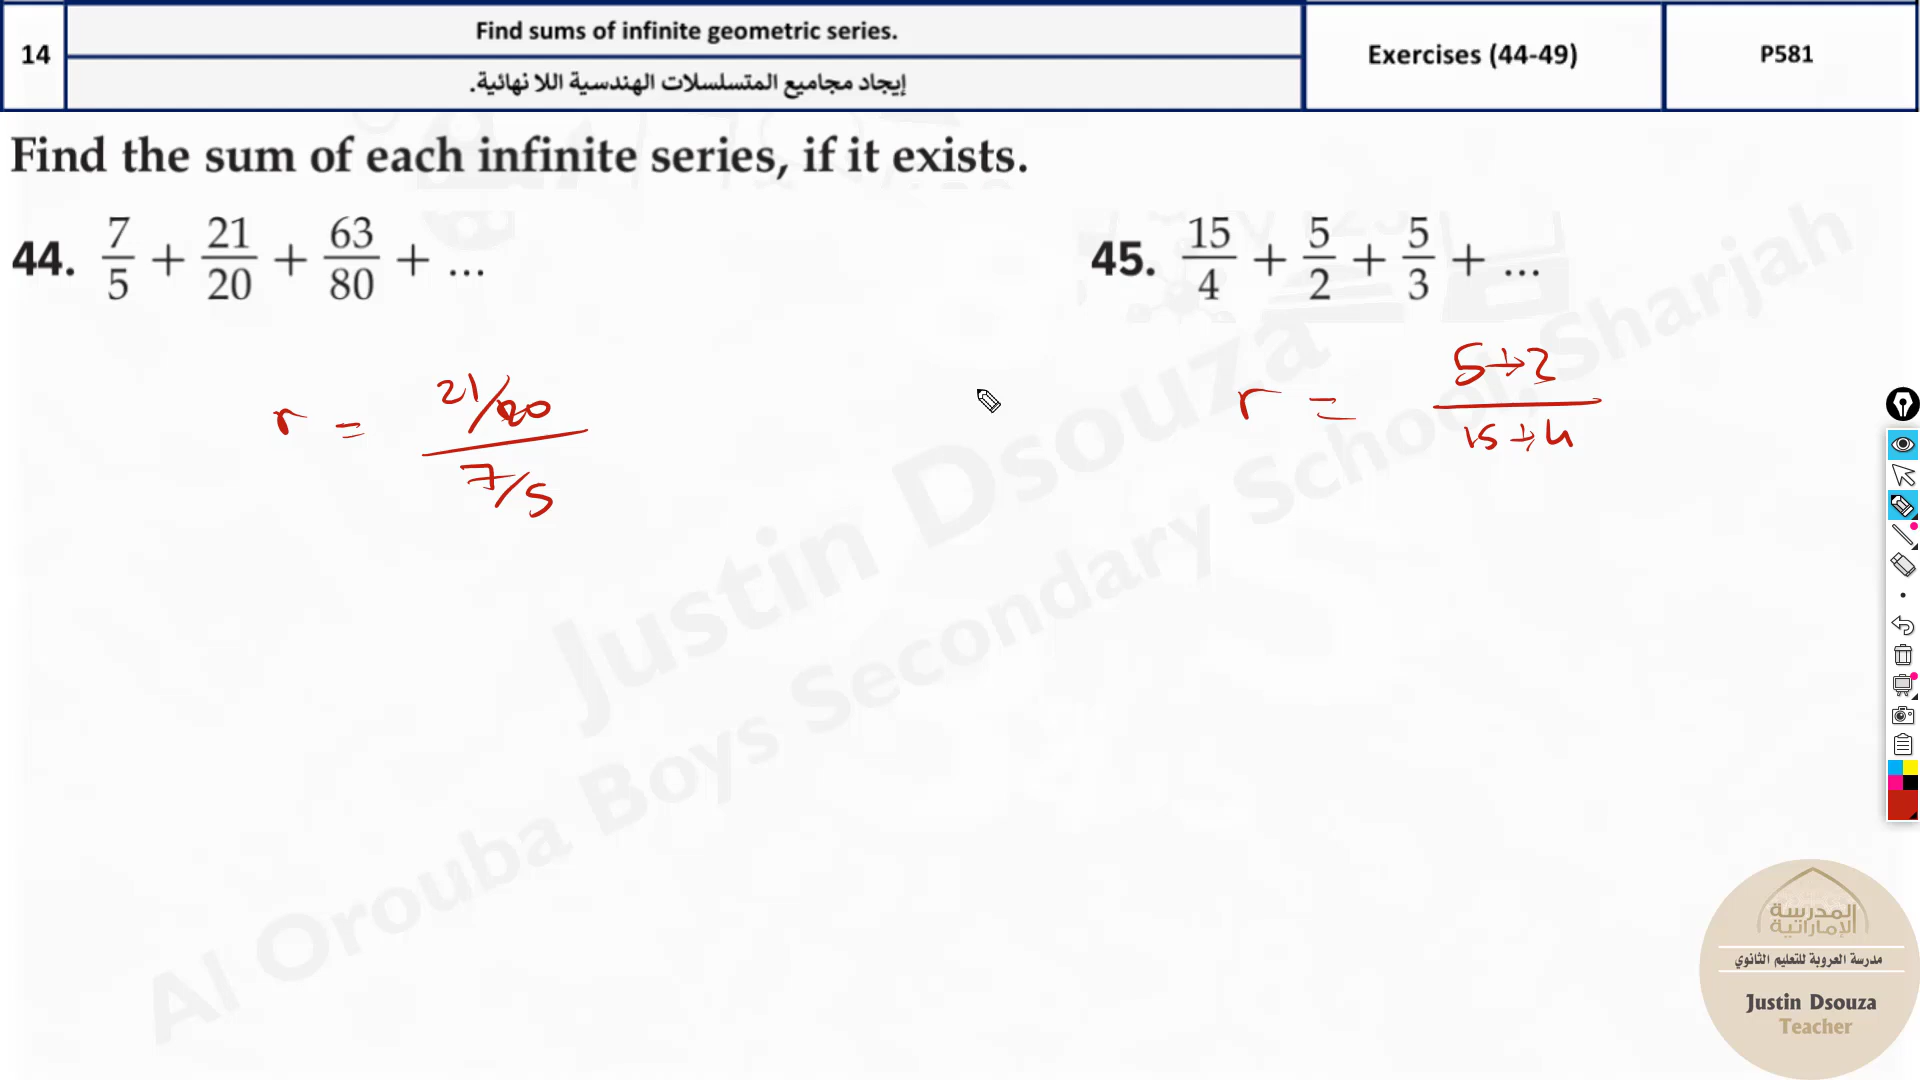 14
Find sums of infinite geometric series.
إيجاد مجاميع المتسلسلات الهندسية اللا نهائية.
Exercises (44-49)
P581
Find the sum of each infinite series, if it exists.
44. 7/5 + 21/20 + 63/80 + ...
45. 15/4 + 5/2 + 5/3 + ...
r = 21/20
7/5
r = 5→2
15→4
Justin Dsouza
Al Orouba Boys Secondary School, Sharjah
المدرسة
الإماراتية
مدرسة العروبة للتعليم الثانوي
Justin Dsouza
Teacher